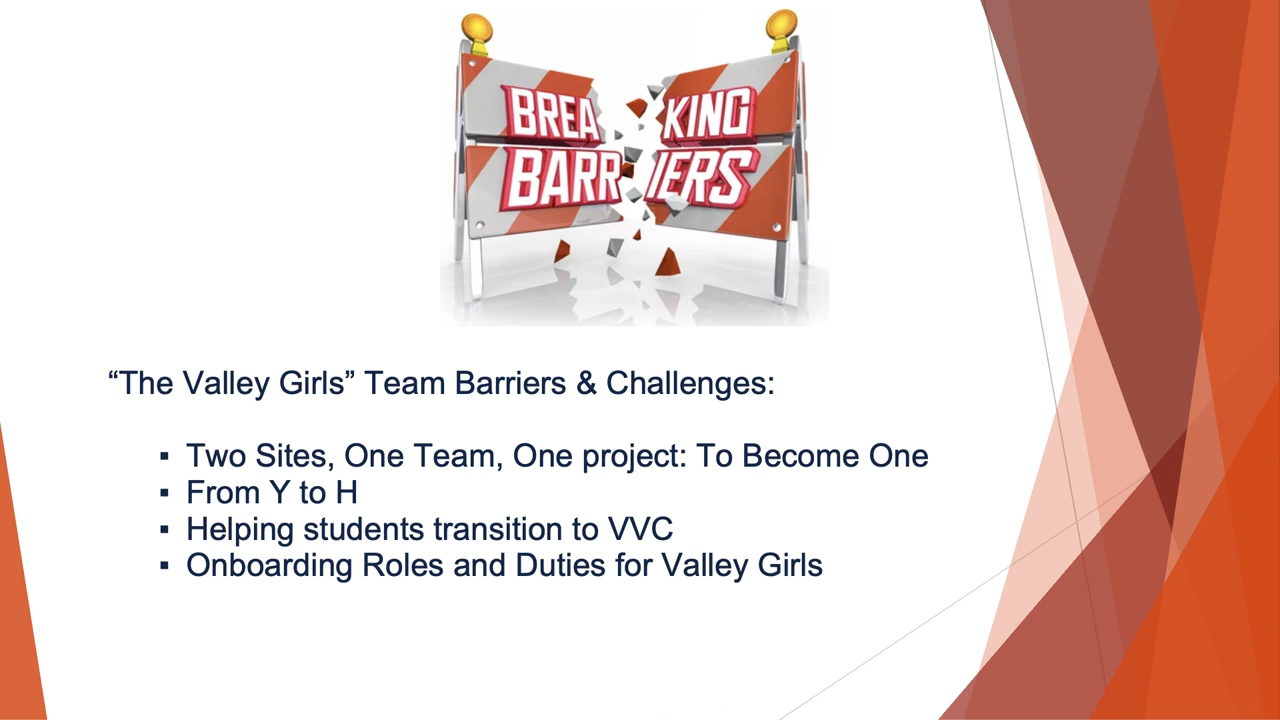 BREAKING
BARRIERS
“The Valley Girls” Team Barriers & Challenges:
▪ Two Sites, One Team, One project: To Become One
▪ From Y to H
▪ Helping students transition to VVC
▪ Onboarding Roles and Duties for Valley Girls